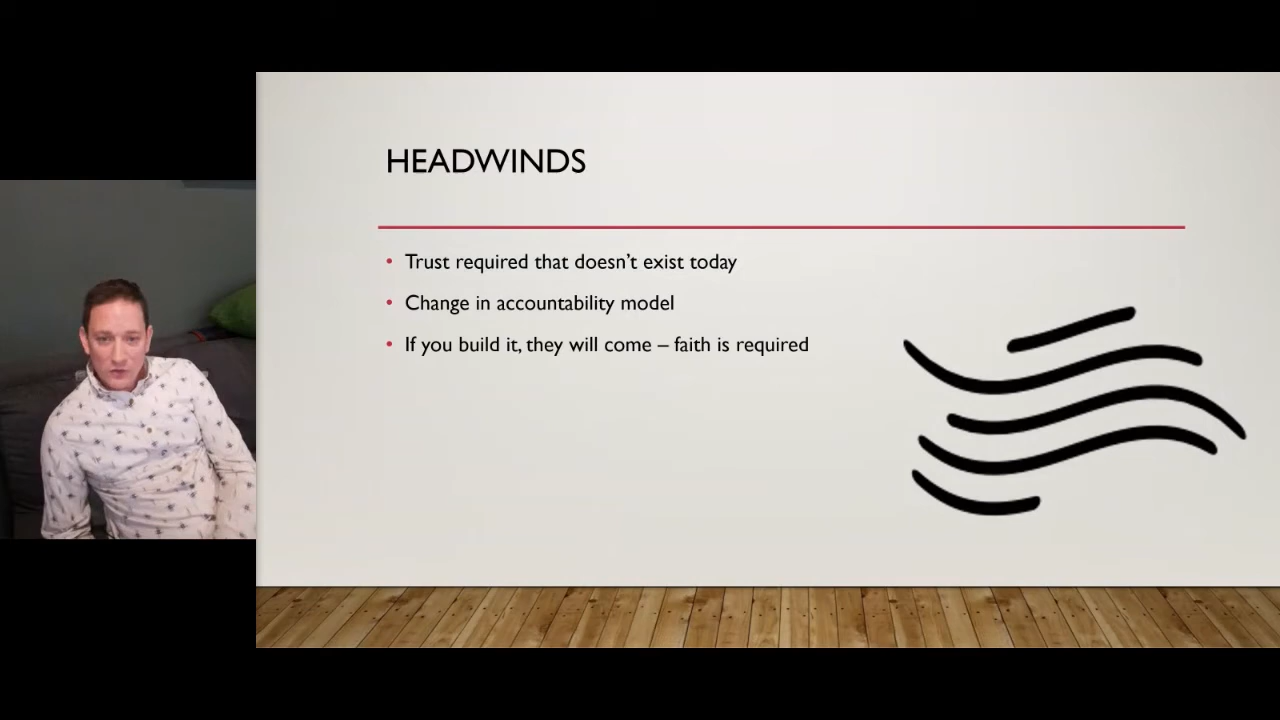 HEADWINDS
• Trust required that doesn’t exist today
• Change in accountability model
• If you build it, they will come – faith is required